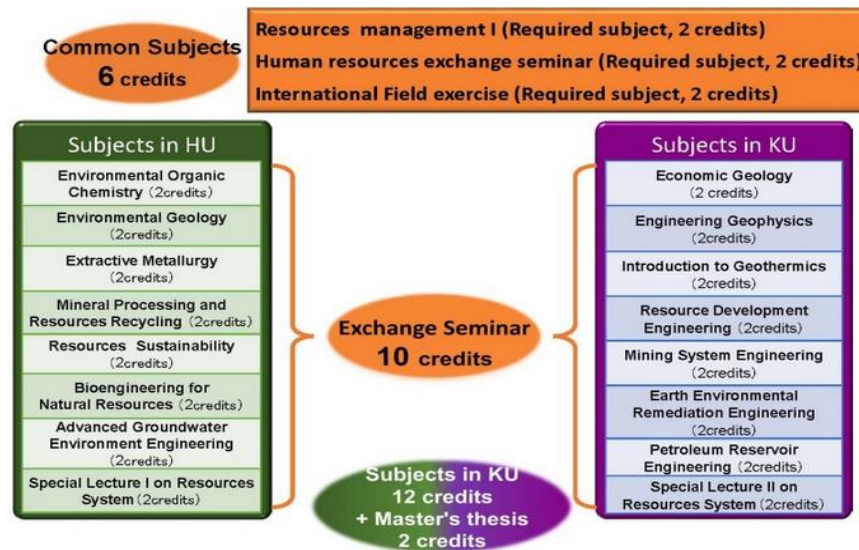 Common Subjects
6 credits
Resources management I (Required subject, 2 credits)
Human resources exchange seminar (Required subject, 2 credits)
International Field exercise (Required subject, 2 credits)
Subjects in HU
Environmental Organic
Chemistry (2credits)
Environmental Geology
(2credits)
Extractive Metallurgy
(2credits)
Mineral Processing and
Resources Recycling (2credits)
Resources Sustainability
(2credits)
Bioengineering for
Natural Resources (2credits)
Advanced Groundwater
Environment Engineering
(2credits)
Special Lecture I on Resources
System (2credits)
Exchange Seminar
10 credits
Subjects in KU
12 credits
+ Master's thesis
2 credits
Subjects in KU
Economic Geology
(2 credits)
Engineering Geophysics
(2credits)
Introduction to Geothermics
(2credits)
Resource Development
Engineering (2credits)
Mining System Engineering
(2credits)
Earth Environmental
Remediation Engineering
(2credits)
Petroleum Reservoir
Engineering (2credits)
Special Lecture II on
Resources System (2credits)